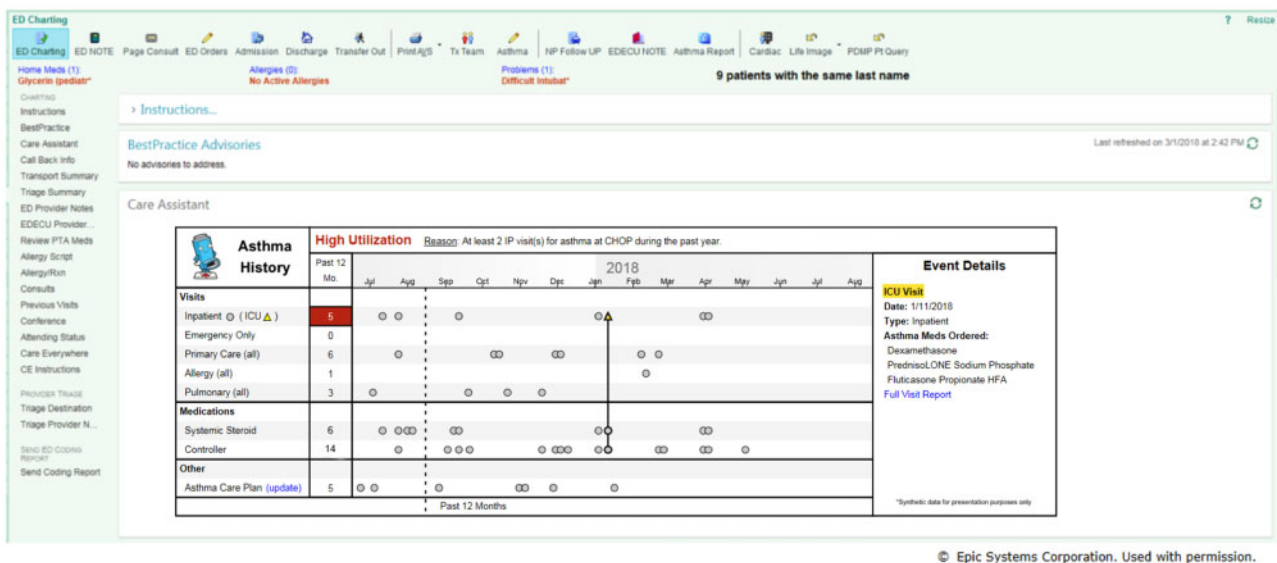 ED Charting
? Resize
ED Charting ED NOTE Page Consult ED Orders Admission Discharge Transfer Out Print AVS Tx Team Asthma NP Follow UP EDECU NOTE Asthma Report Cardiac Life Image PDMP Pt Query
Home Meds (1): Allergies (0): Problems (1):
Glycerin (pediatr* No Active Allergies Difficult Intubat* 9 patients with the same last name
CHARTING
Instructions
BestPractice
Care Assistant
Call Back Info
Transport Summary
Triage Summary
ED Provider Notes
EDECU Provider...
Review PTA Meds
Allergy Script
Allergy/Rxn
Consults
Previous Visits
Conference
Attending Status
Care Everywhere
CE Instructions
PROVIDER TRIAGE
Triage Destination
Triage Provider N...
SEND ED CODING
REPORT
Send Coding Report
> Instructions...
BestPractice Advisories
Last refreshed on 3/1/2018 at 2:42 PM
No advisories to address.
Care Assistant
Asthma
History
High Utilization Reason: At least 2 IP visit(s) for asthma at CHOP during the past year.
Past 12
Mo.
2018
Jul Aug Sep Oct Nov Dec Jan Feb Mar Apr May Jun Jul Aug
Visits
Inpatient ( ICU ) 5
Emergency Only 0
Primary Care (all) 6
Allergy (all) 1
Pulmonary (all) 3
Medications
Systemic Steroid 6
Controller 14
Other
Asthma Care Plan (update) 5
Past 12 Months
Event Details
ICU Visit
Date: 1/11/2018
Type: Inpatient
Asthma Meds Ordered:
Dexamethasone
PrednisoLONE Sodium Phosphate
Fluticasone Propionate HFA
Full Visit Report
*Synthetic data for presentation purposes only
© Epic Systems Corporation. Used with permission.